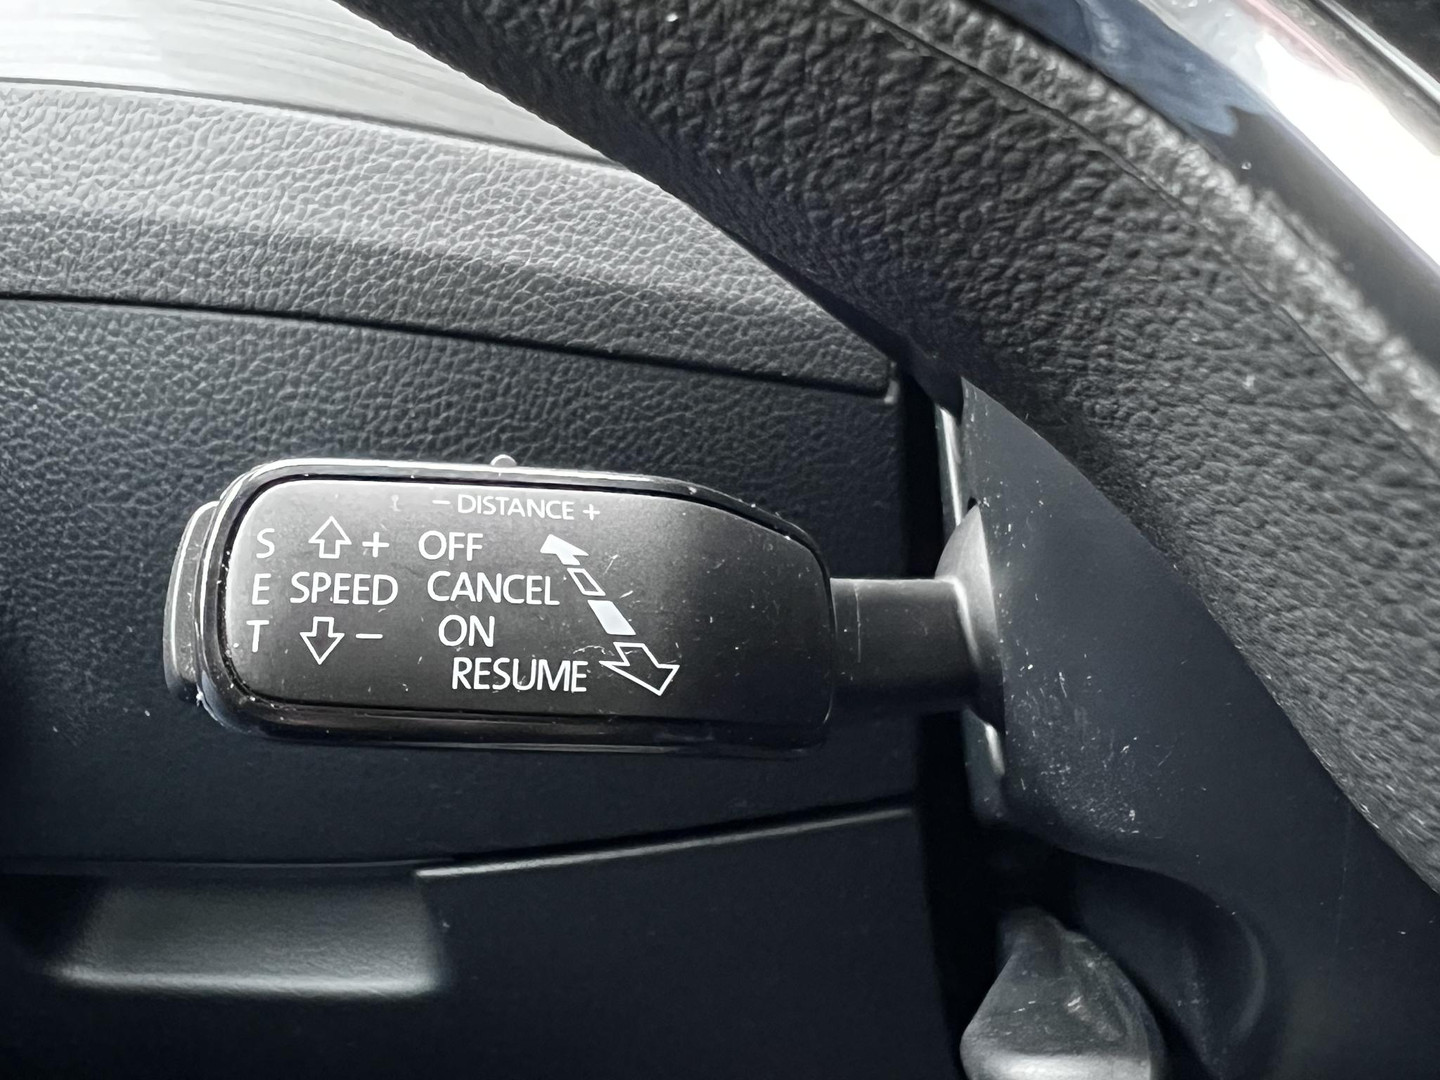 − DISTANCE +
S + OFF
E SPEED CANCEL
T − ON
RESUME